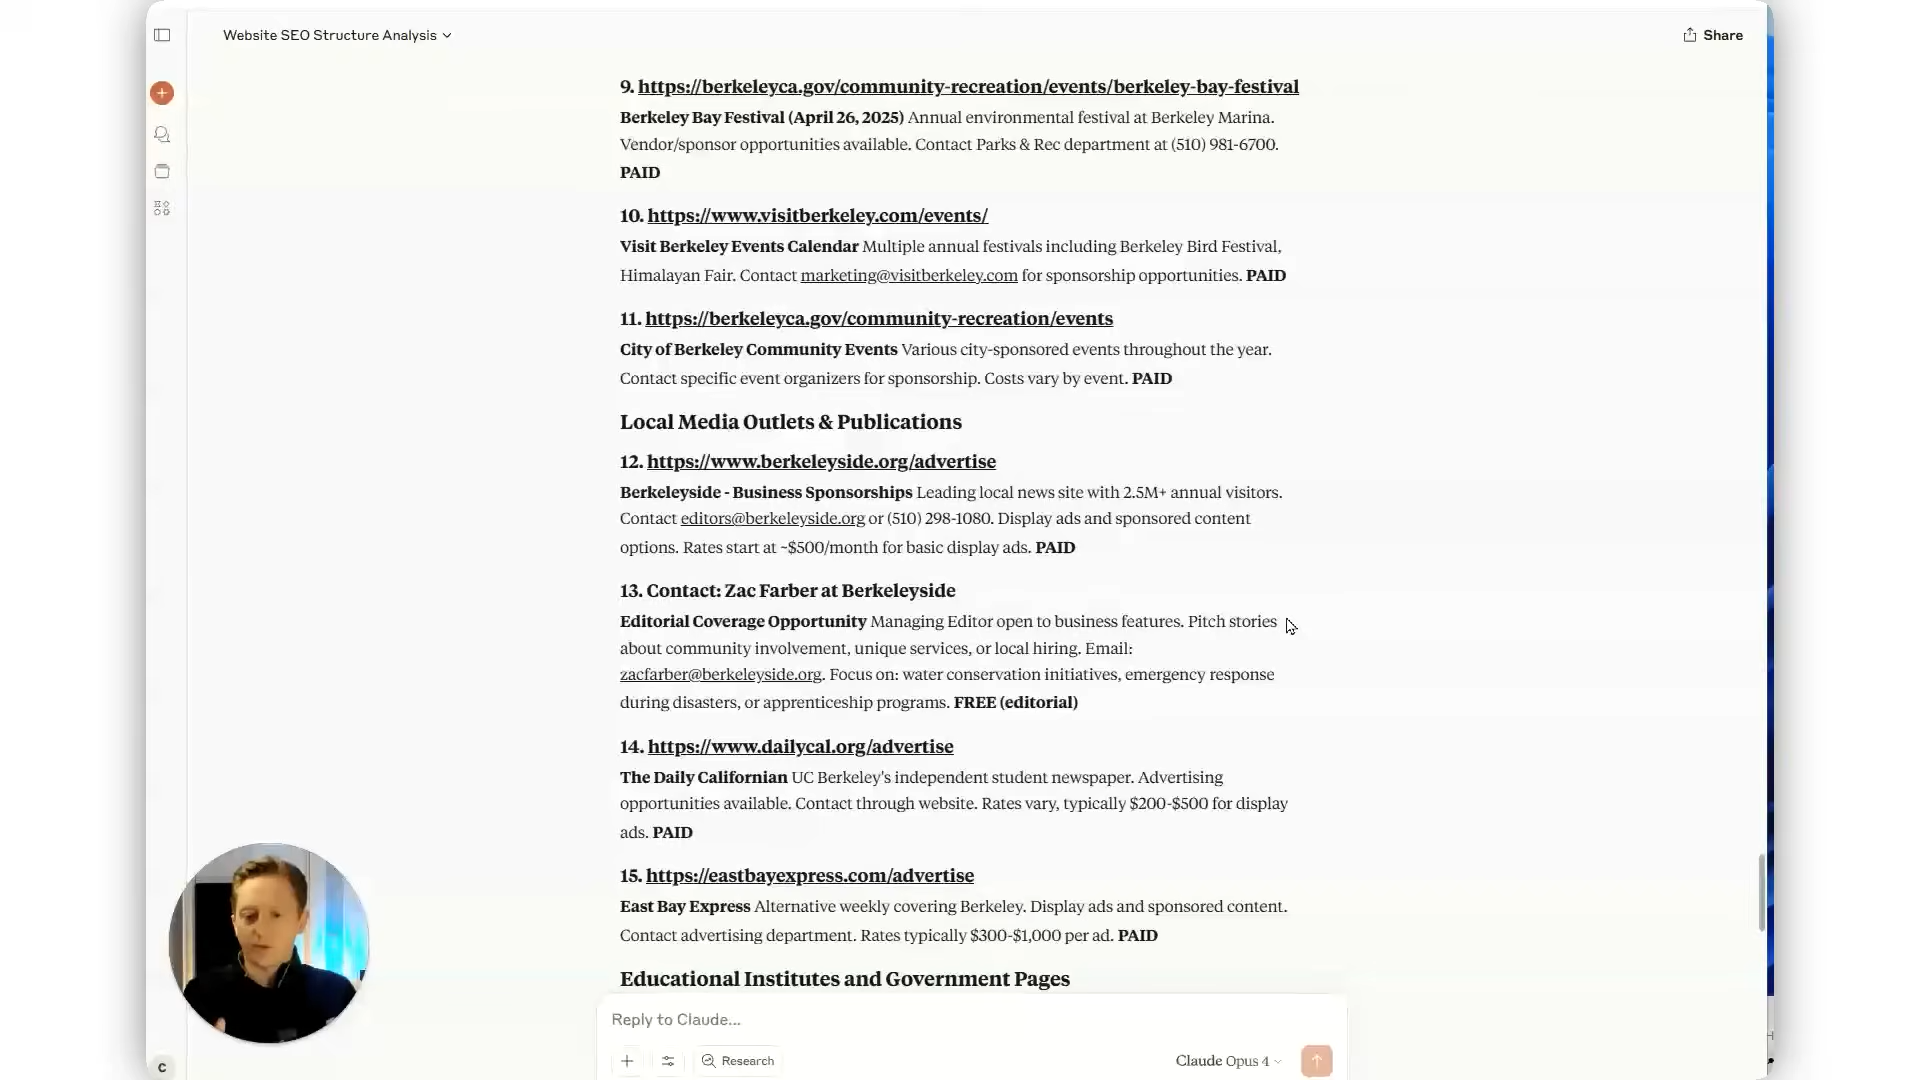 Website SEO Structure Analysis
Share
9. https://berkeleyca.gov/community-recreation/events/berkeley-bay-festival
Berkeley Bay Festival (April 26, 2025) Annual environmental festival at Berkeley Marina.
Vendor/sponsor opportunities available. Contact Parks & Rec department at (510) 981-6700.
PAID
10. https://www.visitberkeley.com/events/
Visit Berkeley Events Calendar Multiple annual festivals including Berkeley Bird Festival,
Himalayan Fair. Contact marketing@visitberkeley.com for sponsorship opportunities. PAID
11. https://berkeleyca.gov/community-recreation/events
City of Berkeley Community Events Various city-sponsored events throughout the year.
Contact specific event organizers for sponsorship. Costs vary by event. PAID
Local Media Outlets & Publications
12. https://www.berkeleyside.org/advertise
Berkeleyside - Business Sponsorships Leading local news site with 2.5M+ annual visitors.
Contact editors@berkeleyside.org or (510) 298-1080. Display ads and sponsored content
options. Rates start at ~$500/month for basic display ads. PAID
13. Contact: Zac Farber at Berkeleyside
Editorial Coverage Opportunity Managing Editor open to business features. Pitch stories
about community involvement, unique services, or local hiring. Email:
zacfarber@berkeleyside.org. Focus on: water conservation initiatives, emergency response
during disasters, or apprenticeship programs. FREE (editorial)
14. https://www.dailycal.org/advertise
The Daily Californian UC Berkeley's independent student newspaper. Advertising
opportunities available. Contact through website. Rates vary, typically $200-$500 for display
ads. PAID
15. https://eastbayexpress.com/advertise
East Bay Express Alternative weekly covering Berkeley. Display ads and sponsored content.
Contact advertising department. Rates typically $300-$1,000 per ad. PAID
Educational Institutes and Government Pages
Reply to Claude...
Research
Claude Opus 4
C